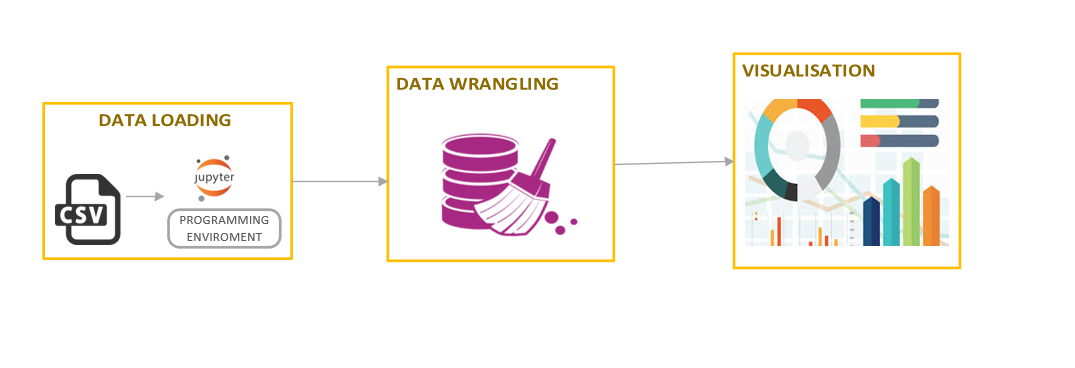 DATA LOADING
CSV
jupyter
PROGRAMMING
ENVIROMENT
DATA WRANGLING
VISUALISATION